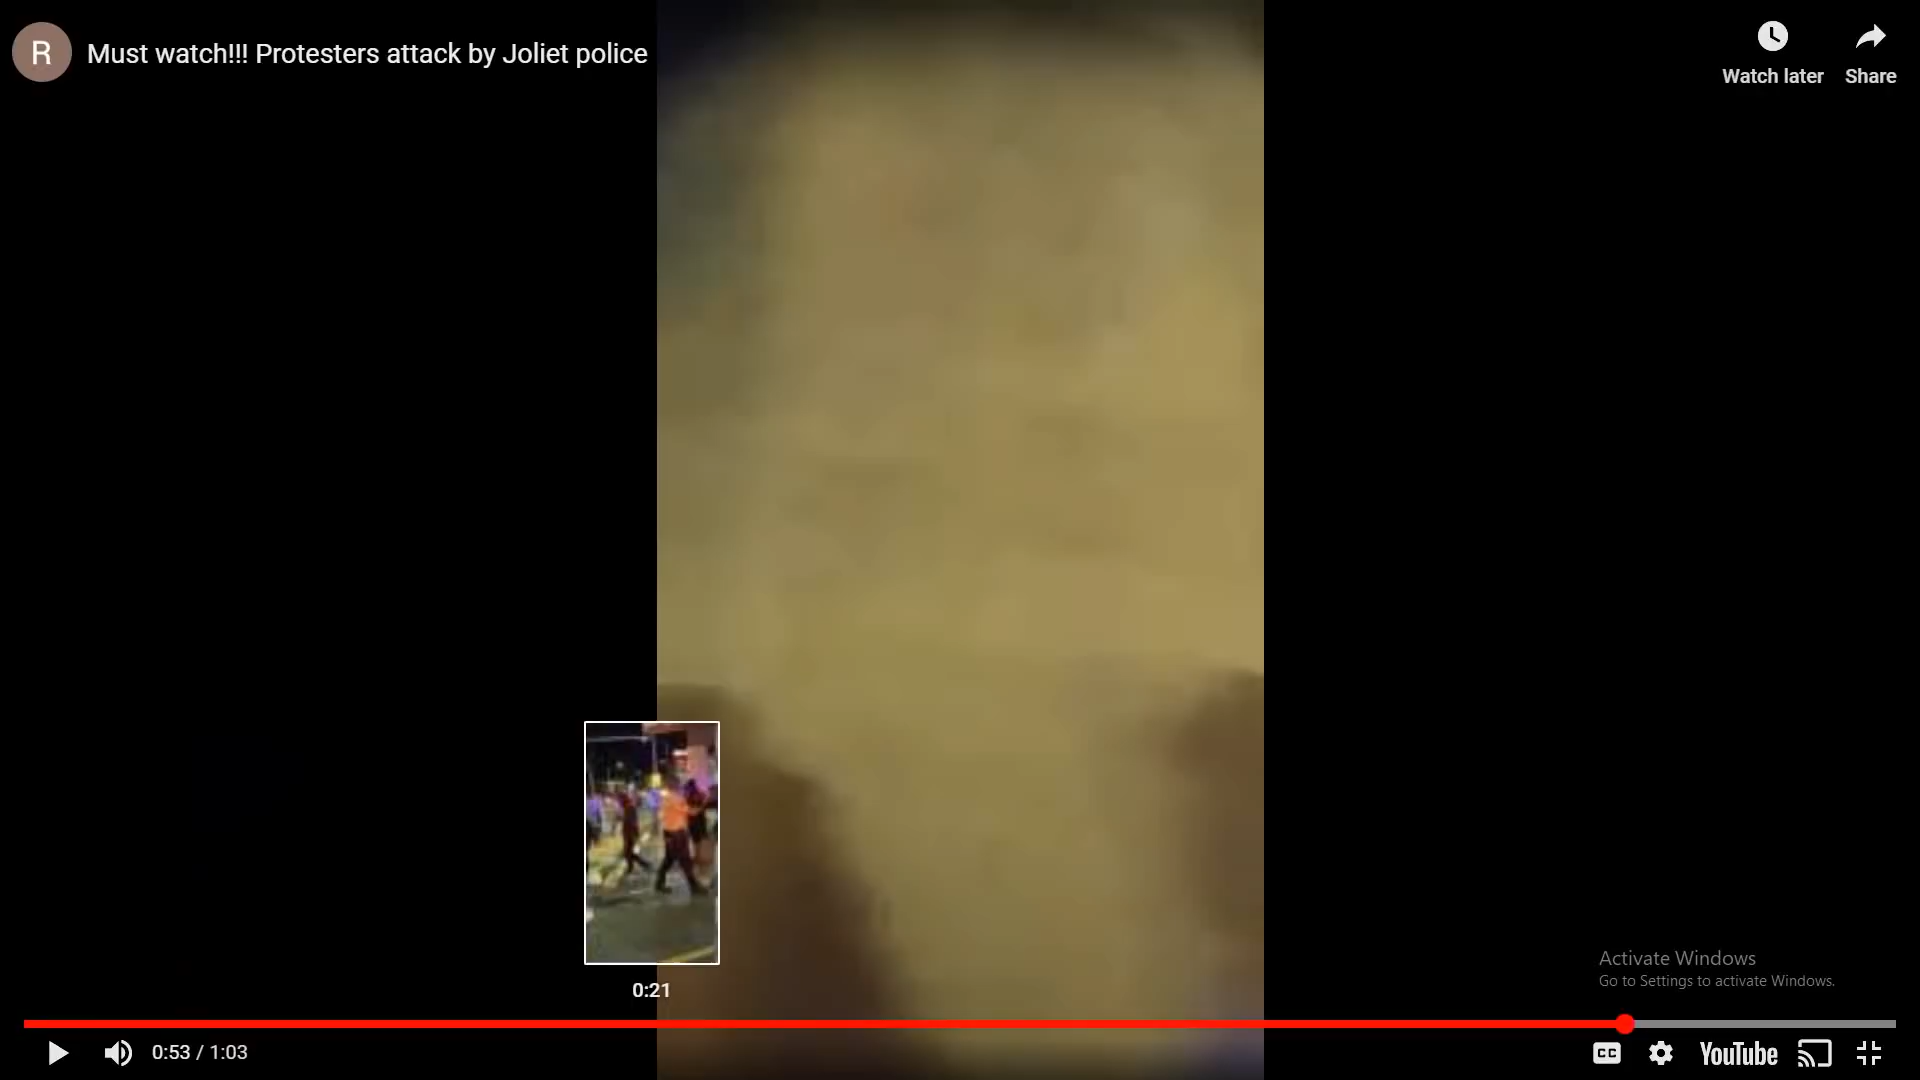 R
Must watch!!! Protesters attack by Joliet police
Watch later
Share
0:21
Activate Windows
Go to Settings to activate Windows.
0:53 / 1:03
CC
YouTube